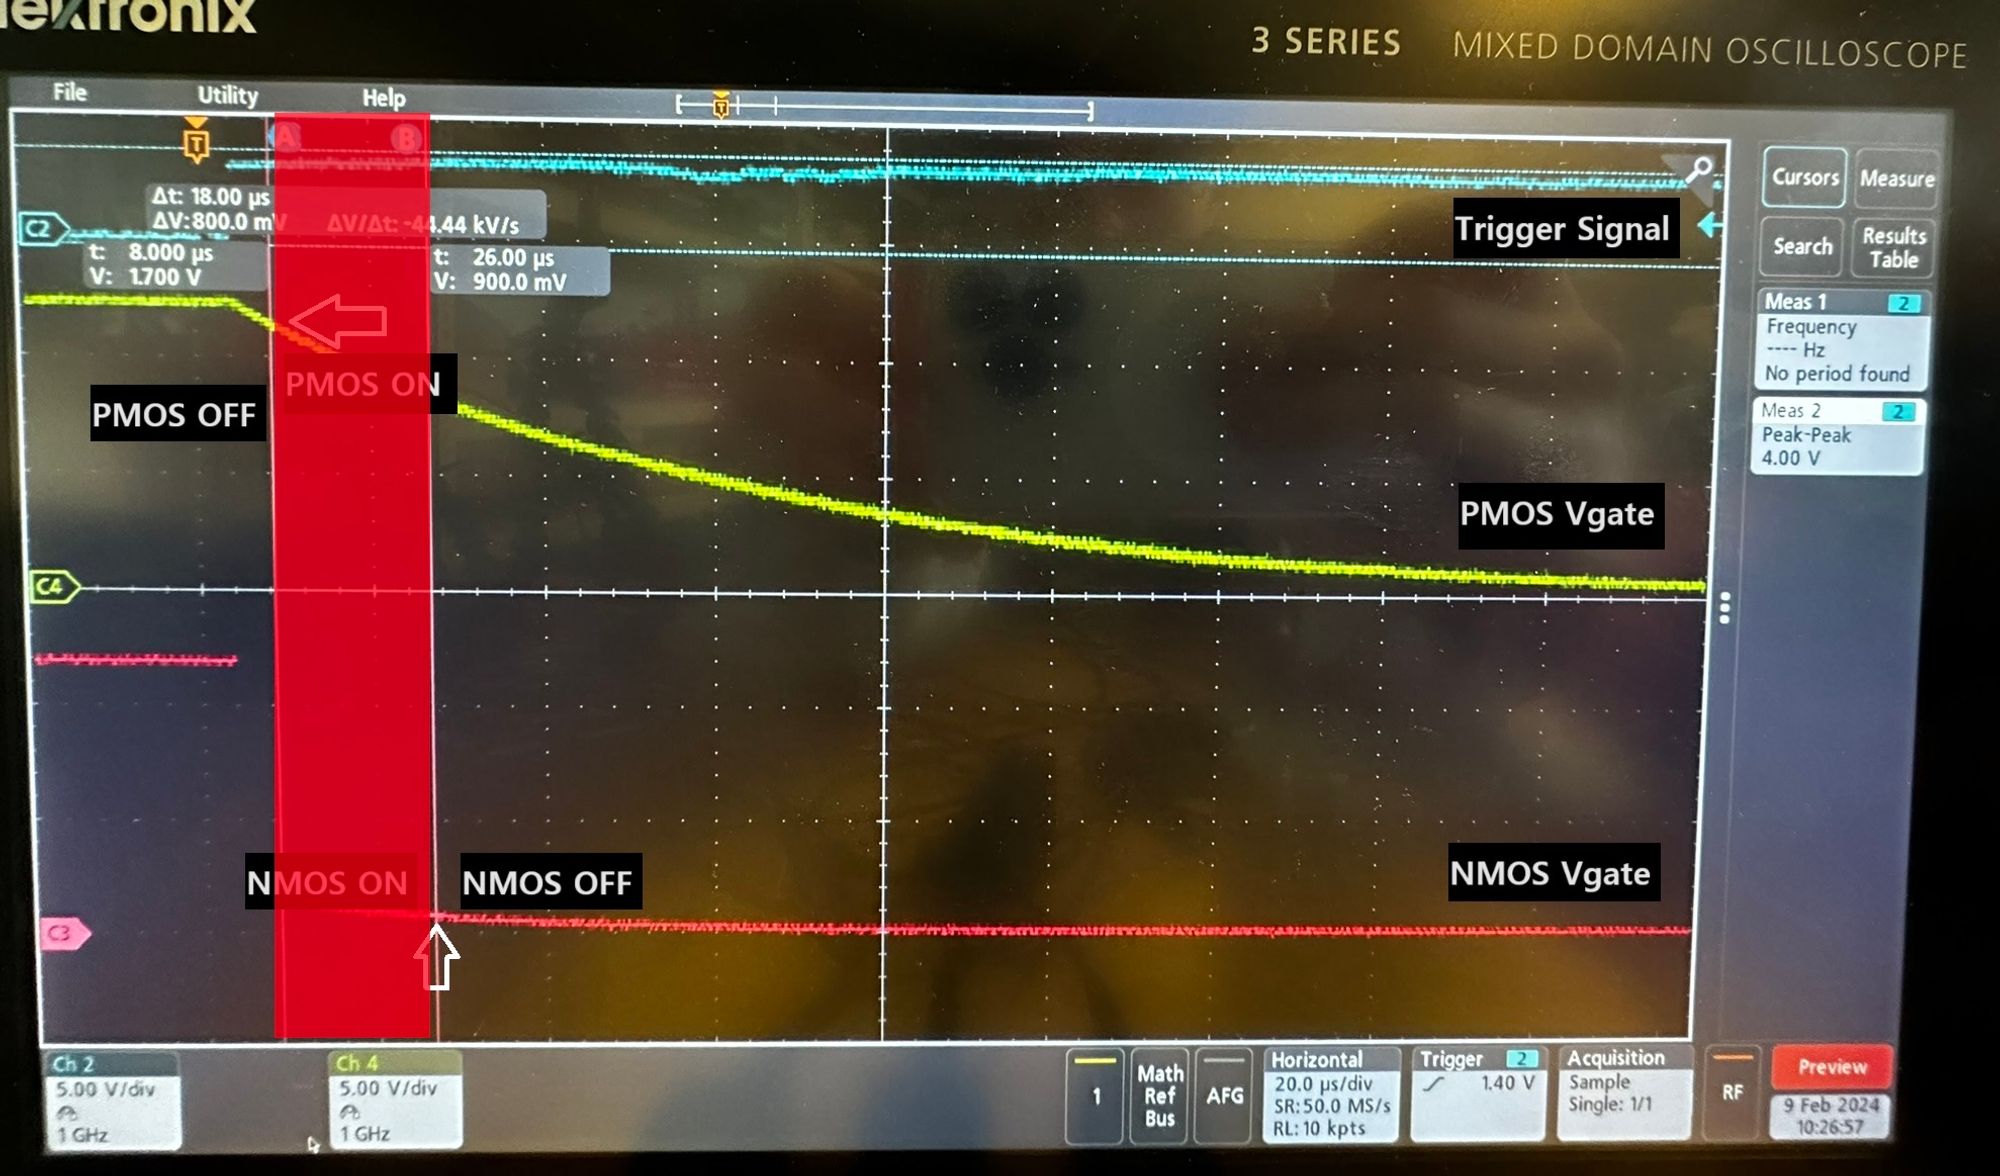 Tektronix
3 SERIES MIXED DOMAIN OSCILLOSCOPE
File Utility Help
T
T
A B
Δt: 18.00 µs
ΔV:800.0 mV ΔV/Δt: -44.44 kV/s
C2
t: 8.000 µs
V: 1.700 V
t: 26.00 µs
V: 900.0 mV
Trigger Signal
PMOS OFF
PMOS ON
PMOS Vgate
C4
NMOS ON
NMOS OFF
NMOS Vgate
C3
Cursors
Measure
Search
Results
Table
Meas 1 2
Frequency
---- Hz
No period found
Meas 2 2
Peak-Peak
4.00 V
Ch 2
5.00 V/div
1 GHz
Ch 4
5.00 V/div
1 GHz
1
Math
Ref
Bus
AFG
Horizontal
20.0 µs/div
SR:50.0 MS/s
RL: 10 kpts
Trigger 2
1.40 V
Acquisition
Sample
Single: 1/1
RF
Preview
9 Feb 2024
10:26:57